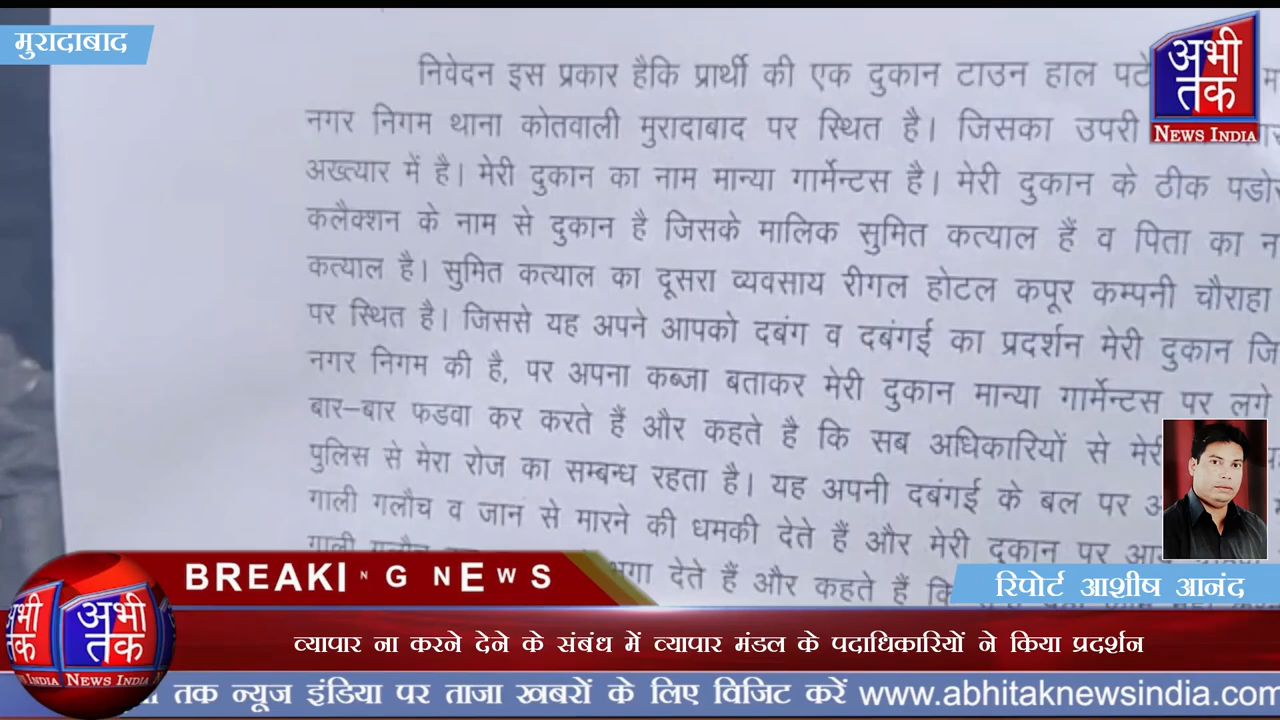 मुरादाबाद
अभी
तक
NEWS INDIA
निवेदन इस प्रकार हैकि प्रार्थी की एक दुकान टाउन हाल
नगर निगम थाना कोतवाली मुरादाबाद पर स्थित है। जिसका उपरी
अख्त्यार में है। मेरी दुकान का नाम मान्या गार्मेन्टस है। मेरी दुकान के ठीक
कलैक्शन के नाम से दुकान है जिसके मालिक सुमित कत्याल हैं व पिता का
कत्याल है। सुमित कत्याल का दूसरा व्यवसाय रीगल होटल कपूर कम्पनी चौराहा
पर स्थित है। जिससे यह अपने आपको दबंग व दबंगई का प्रदर्शन मेरी दुकान
नगर निगम की है, पर अपना कब्जा बताकर मेरी दुकान मान्या गार्मेन्टस पर लगे
बार–बार फडवा कर करते हैं और कहते है कि सब अधिकारियों से
पुलिस से मेरा रोज का सम्बन्ध रहता है। यह अपनी दबंगई के बल पर
गाली गलौच व जान से मारने की धमकी देते हैं और मेरी दुकान पर
गाली गलौच देते हैं और कहते हैं कि
BREAKING NEWS
रिपोर्ट आशीष आनंद
अभी
तक
NEWS INDIA
व्यापार ना करने देने के संबंध में व्यापार मंडल के पदाधिकारियों ने किया प्रदर्शन
तक न्यूज इंडिया पर ताजा खबरों के लिए विजिट करें www.abhitaknewsindia.com